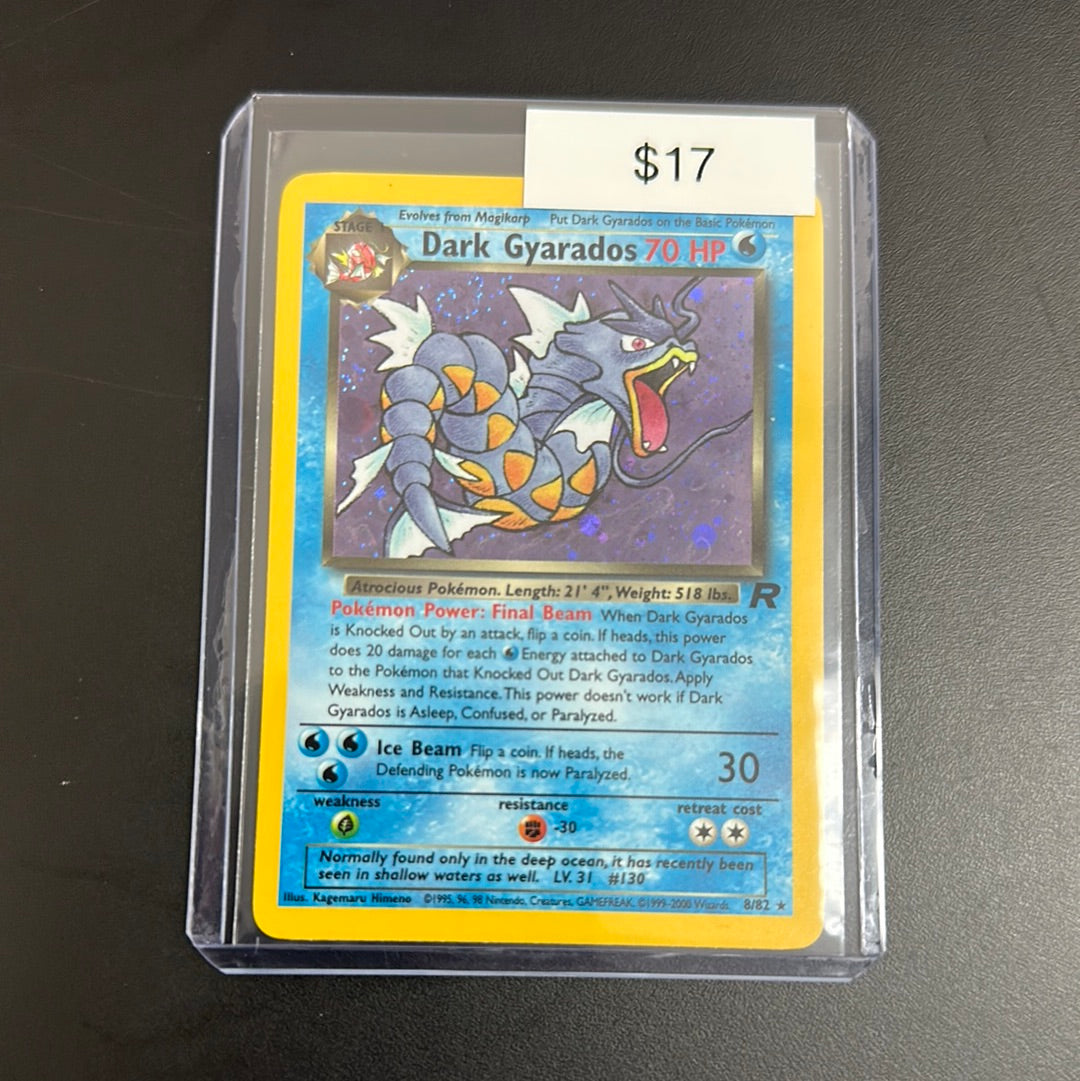 $17
Evolves from Magikarp Put Dark Gyarados on the Basic Pokémon
STAGE 1
Dark Gyarados 70 HP
Atrocious Pokémon. Length: 21' 4", Weight: 518 lbs.
R
Pokémon Power: Final Beam When Dark Gyarados
is Knocked Out by an attack, flip a coin. If heads, this power
does 20 damage for each Energy attached to Dark Gyarados
to the Pokémon that Knocked Out Dark Gyarados. Apply
Weakness and Resistance. This power doesn't work if Dark
Gyarados is Asleep, Confused, or Paralyzed.
Ice Beam Flip a coin. If heads, the
Defending Pokémon is now Paralyzed.
30
weakness resistance retreat cost
-30
Normally found only in the deep ocean, it has recently been
seen in shallow waters as well. LV. 31 #130
Illus. Kagemaru Himeno ©1995, 96, 98 Nintendo, Creatures, GAMEFREAK. ©1999-2000 Wizards. 8/82 ★